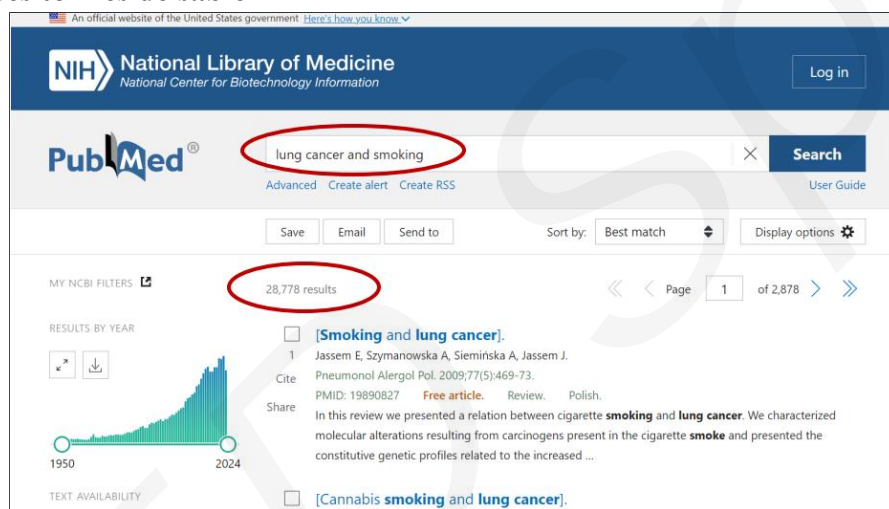 An official website of the United States government Here's how you know
NIH National Library of Medicine
National Center for Biotechnology Information
Log in
PubMed®
lung cancer and smoking
Search
Advanced Create alert Create RSS
User Guide
Save Email Send to Sort by: Best match Display options
MY NCBI FILTERS
28,778 results
Page 1 of 2,878
RESULTS BY YEAR
1950 2024
TEXT AVAILABILITY
[Smoking and lung cancer].
1
Jassem E, Szymanowska A, Siemińska A, Jassem J.
Cite
Pneumonol Alergol Pol. 2009;77(5):469-73.
PMID: 19890827 Free article. Review. Polish.
Share
In this review we presented a relation between cigarette smoking and lung cancer. We characterized
molecular alterations resulting from carcinogens present in the cigarette smoke and presented the
constitutive genetic profiles related to the increased ...
[Cannabis smoking and lung cancer].